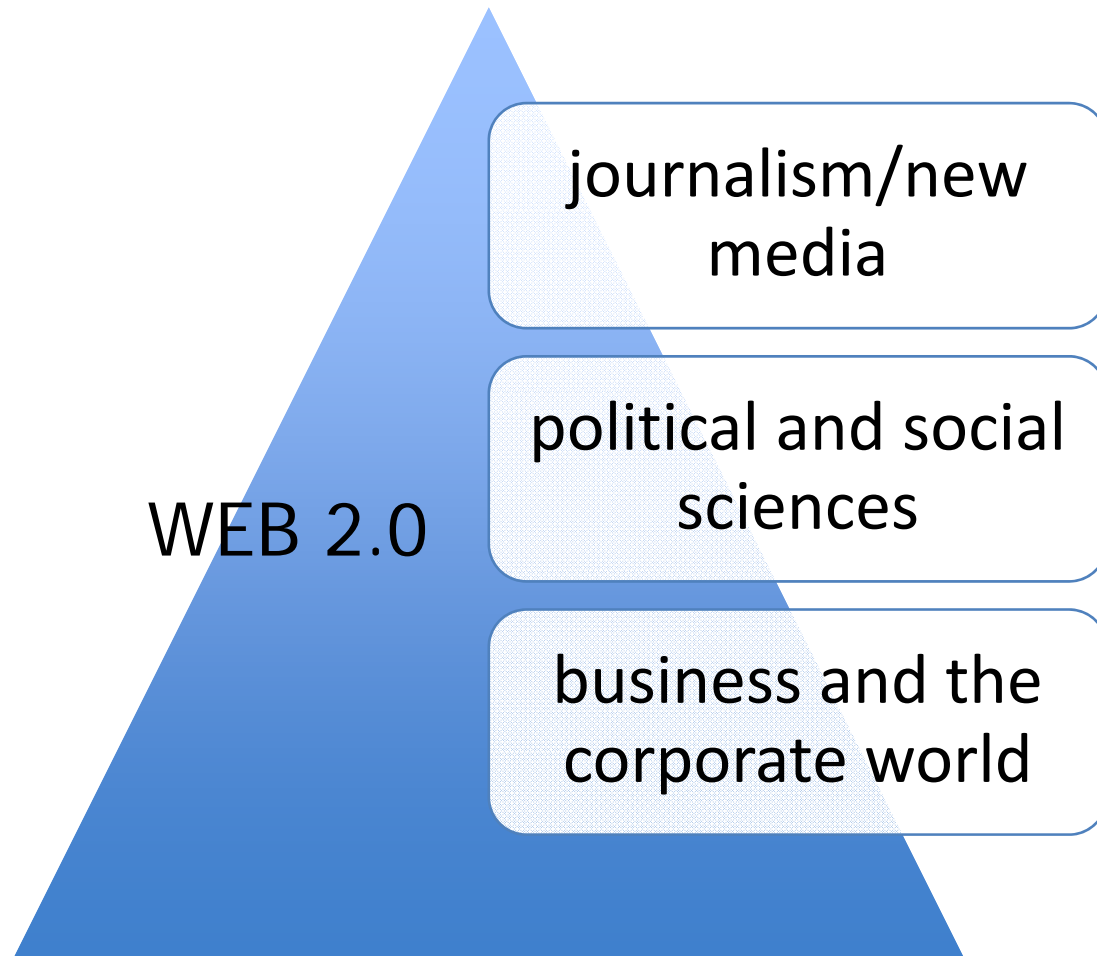 journalism/new
media
political and social
sciences
WEB 2.0
business and the
corporate world